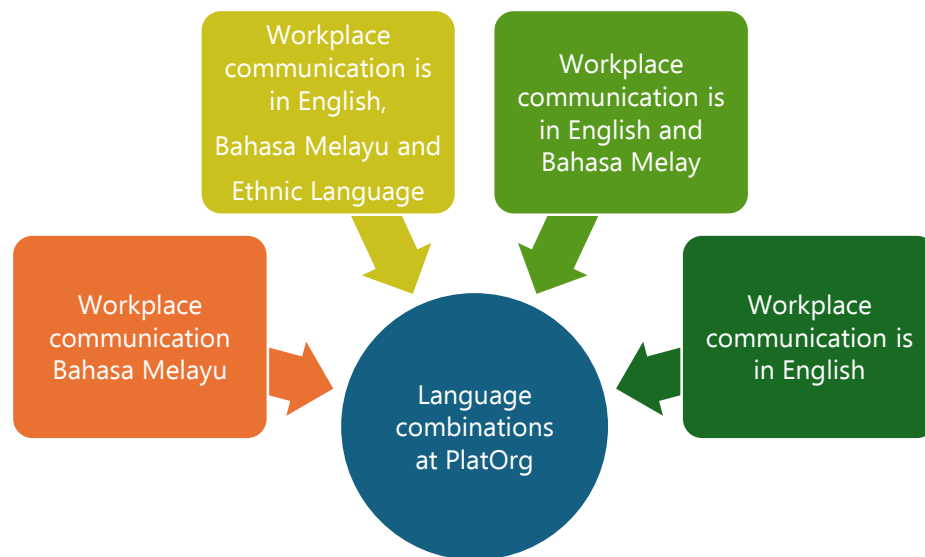 Workplace
communication is
in English,
Bahasa Melayu and
Ethnic Language
Workplace
communication is
in English and
Bahasa Melay
Workplace
communication
Bahasa Melayu
Workplace
communication is
in English
Language
combinations
at PlatOrg